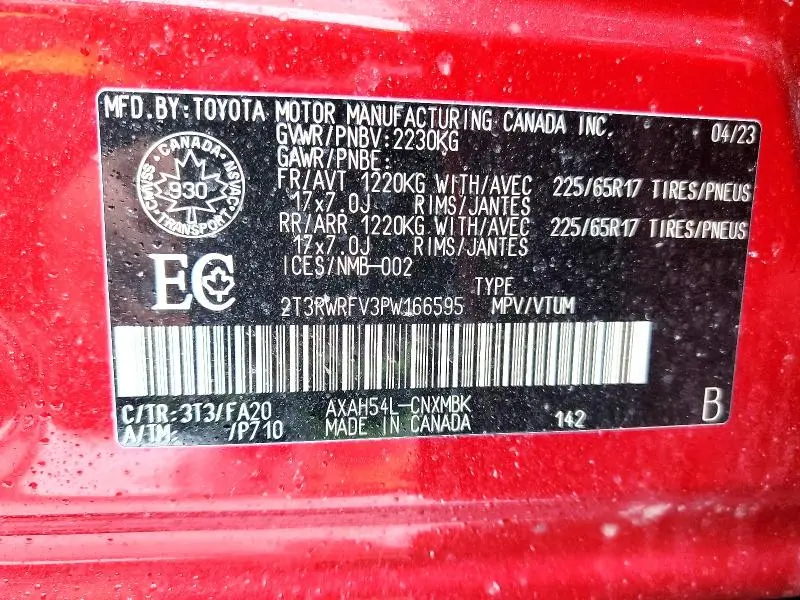 MFD.BY:TOYOTA MOTOR MANUFACTURING CANADA INC. 04/23
GVWR/PNBV:2230KG
GAWR/PNBE:
FR/AVT 1220KG WITH/AVEC 225/65R17 TIRES/PNEUS
17x7.0J RIMS/JANTES
RR/ARR 1220KG WITH/AVEC 225/65R17 TIRES/PNEUS
17x7.0J RIMS/JANTES
ICES/NMB-002
CANADA
CMVSS
930
NSVAC
TRANSPORT
EC
TYPE
2T3RWRFV3PW166595 MPV/VTUM
C/TR:3T3/FA20 AXAH54L-CNXMBK
A/TM: /P710 MADE IN CANADA 142 B